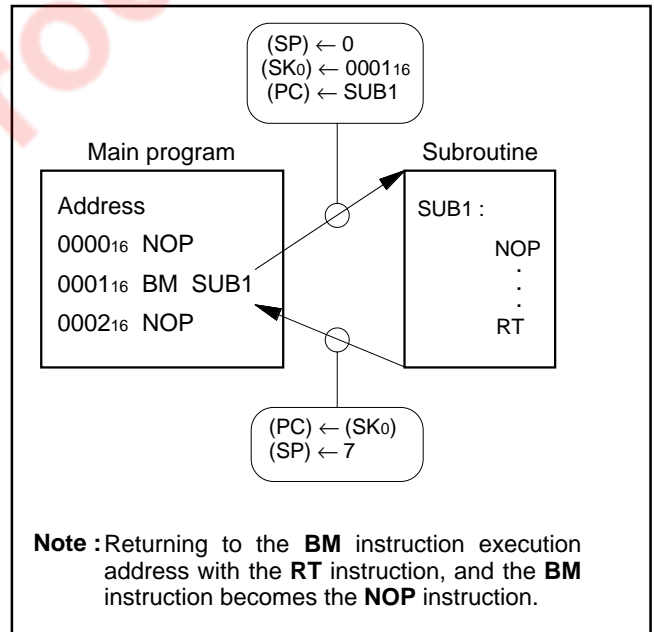 (SP) ← 0
(SK0) ← 000116
(PC) ← SUB1
Main program
Subroutine
Address
000016 NOP
000116 BM SUB1
000216 NOP
SUB1 :
NOP
.
.
.
RT
(PC) ← (SK0)
(SP) ← 7
Note : Returning to the BM instruction execution
address with the RT instruction, and the BM
instruction becomes the NOP instruction.